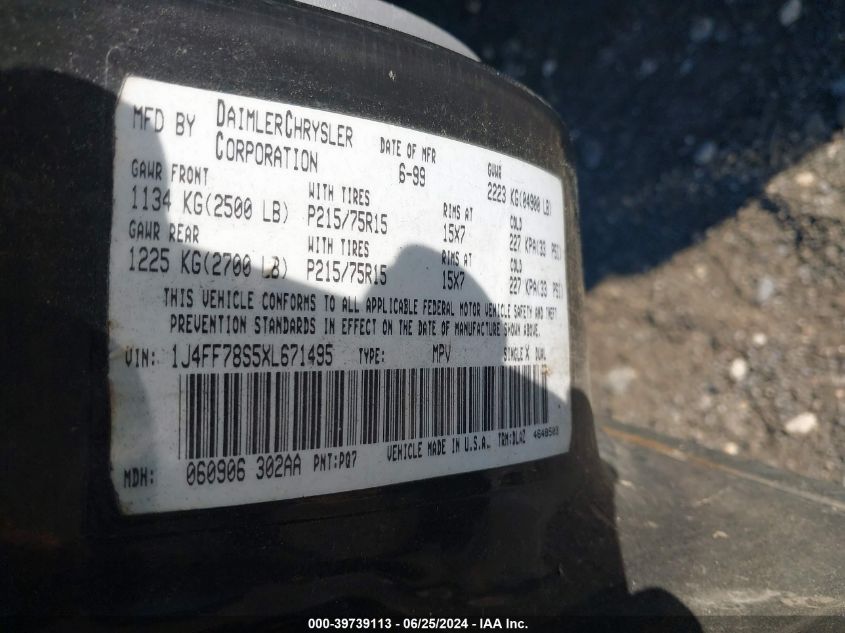 MFD BY DAIMLERCHRYSLER CORPORATION DATE OF MFR 6-99 GVWR 2223 KG(04900 LB)
GAWR FRONT WITH TIRES RIMS AT COLD
1134 KG(2500 LB) P215/75R15 15X7 227 KPA(33 PSI)
GAWR REAR WITH TIRES RIMS AT COLD
1225 KG(2700 LB) P215/75R15 15X7 227 KPA(33 PSI)
THIS VEHICLE CONFORMS TO ALL APPLICABLE FEDERAL MOTOR VEHICLE SAFETY AND THEFT
PREVENTION STANDARDS IN EFFECT ON THE DATE OF MANUFACTURE SHOWN ABOVE.
VIN: 1J4FF78S5XL671495 TYPE: MPV SINGLE X DUAL
MDH: 060906 302AA PNT:PQ7 VEHICLE MADE IN U.S.A. TRM:DLAZ 4648503
000-39739113 - 06/25/2024 - IAA Inc.